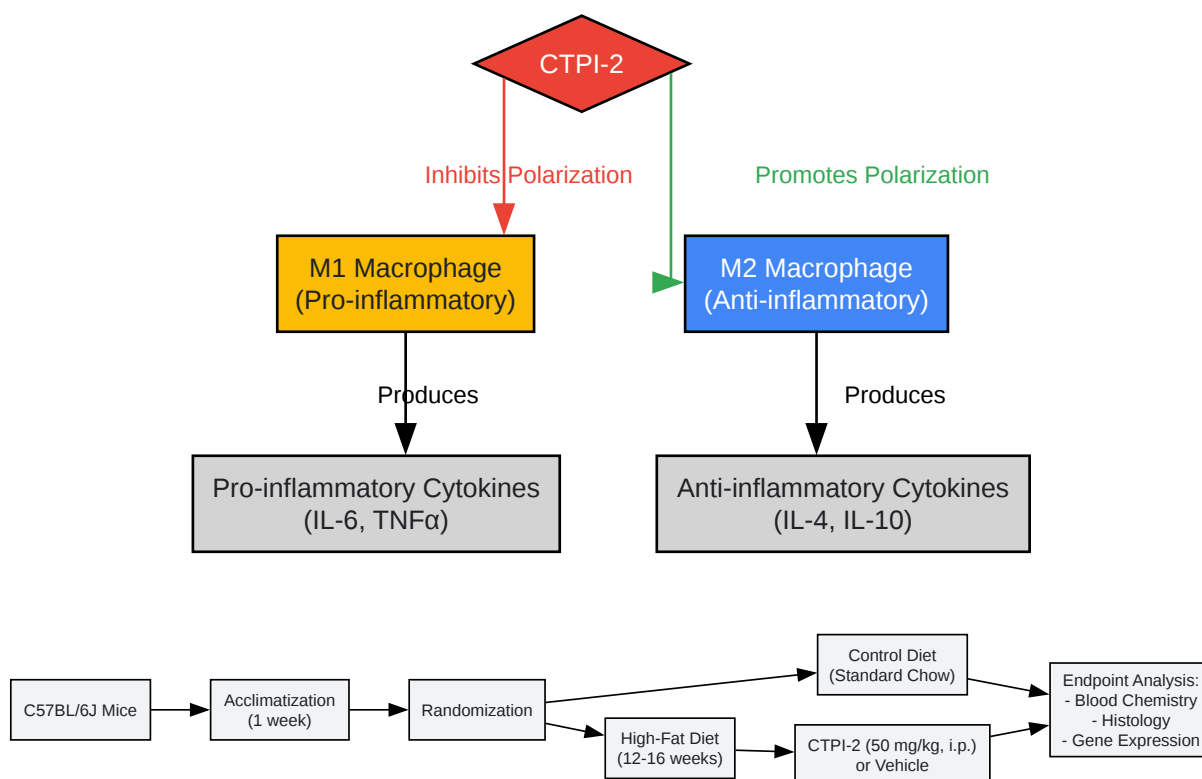 CTPI-2
Inhibits Polarization
Promotes Polarization
M1 Macrophage
(Pro-inflammatory)
M2 Macrophage
(Anti-inflammatory)
Produces
Produces
Pro-inflammatory Cytokines
(IL-6, TNFα)
Anti-inflammatory Cytokines
(IL-4, IL-10)
C57BL/6J Mice
Acclimatization
(1 week)
Randomization
Control Diet
(Standard Chow)
High-Fat Diet
(12-16 weeks)
CTPI-2 (50 mg/kg, i.p.)
or Vehicle
Endpoint Analysis:
- Blood Chemistry
- Histology
- Gene Expression